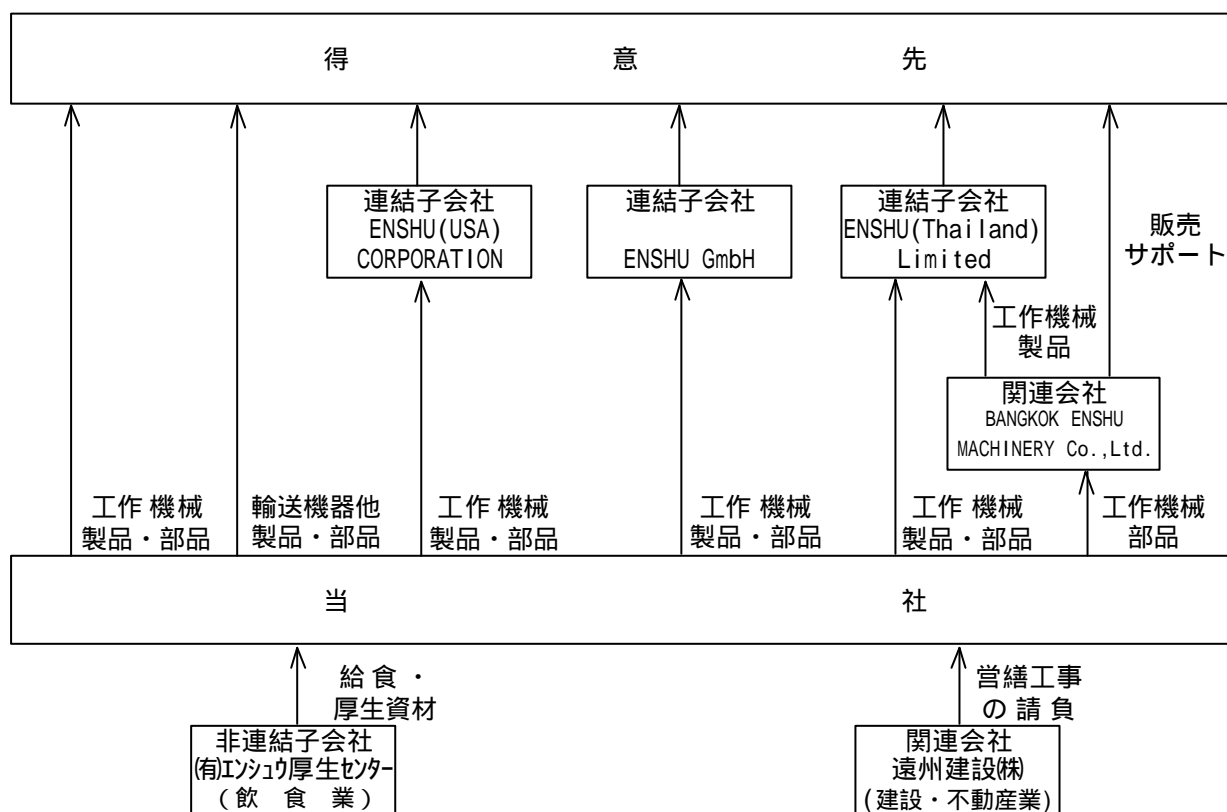 得意先
連結子会社
ENSHU(USA)
CORPORATION
連結子会社
ENSHU GmbH
連結子会社
ENSHU(Thailand)
Limited
販売
サポート
工作機械
製品
関連会社
BANGKOK ENSHU
MACHINERY Co.,Ltd.
工作機械
製品・部品
輸送機器他
製品・部品
工作機械
製品・部品
工作機械
製品・部品
工作機械
製品・部品
工作機械
部品
当社
給食・
厚生資材
営繕工事
の請負
非連結子会社
(有)ｴﾝｼｭｳ厚生ｾﾝﾀｰ
(飲食業)
関連会社
遠州建設㈱
(建設・不動産業)